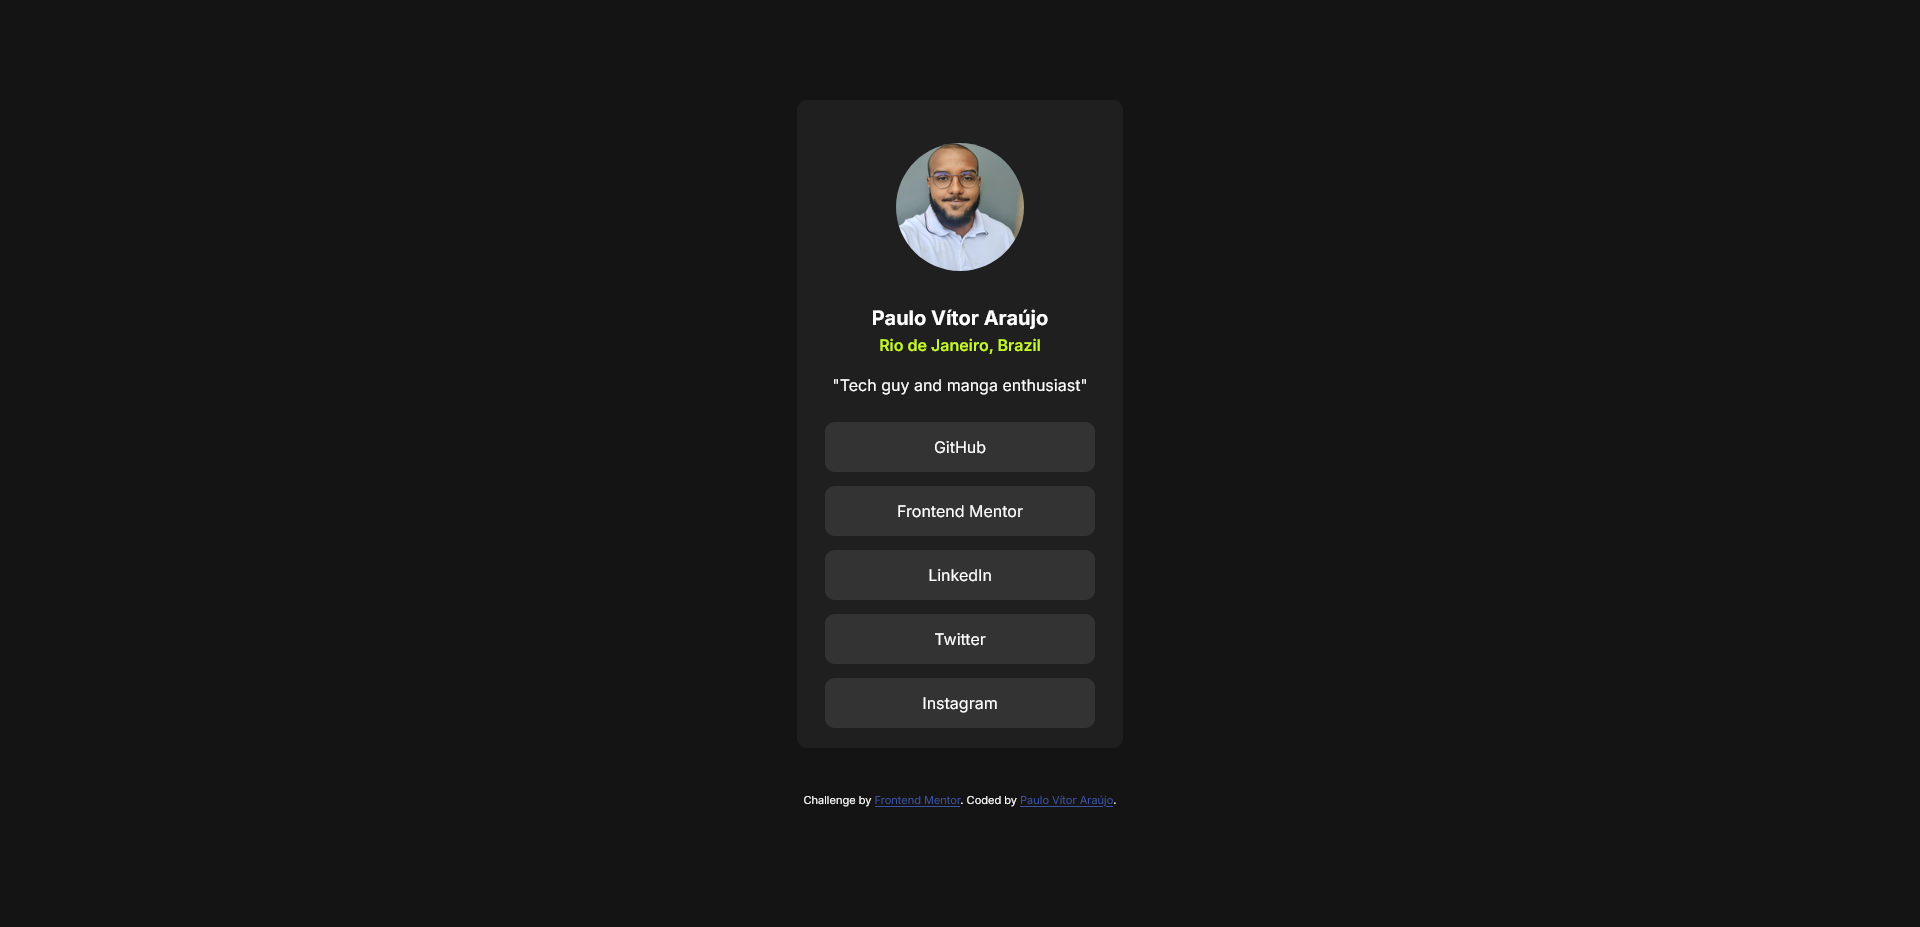 Paulo Vítor Araújo
Rio de Janeiro, Brazil
"Tech guy and manga enthusiast"
GitHub
Frontend Mentor
LinkedIn
Twitter
Instagram
Challenge by Frontend Mentor. Coded by Paulo Vítor Araújo.